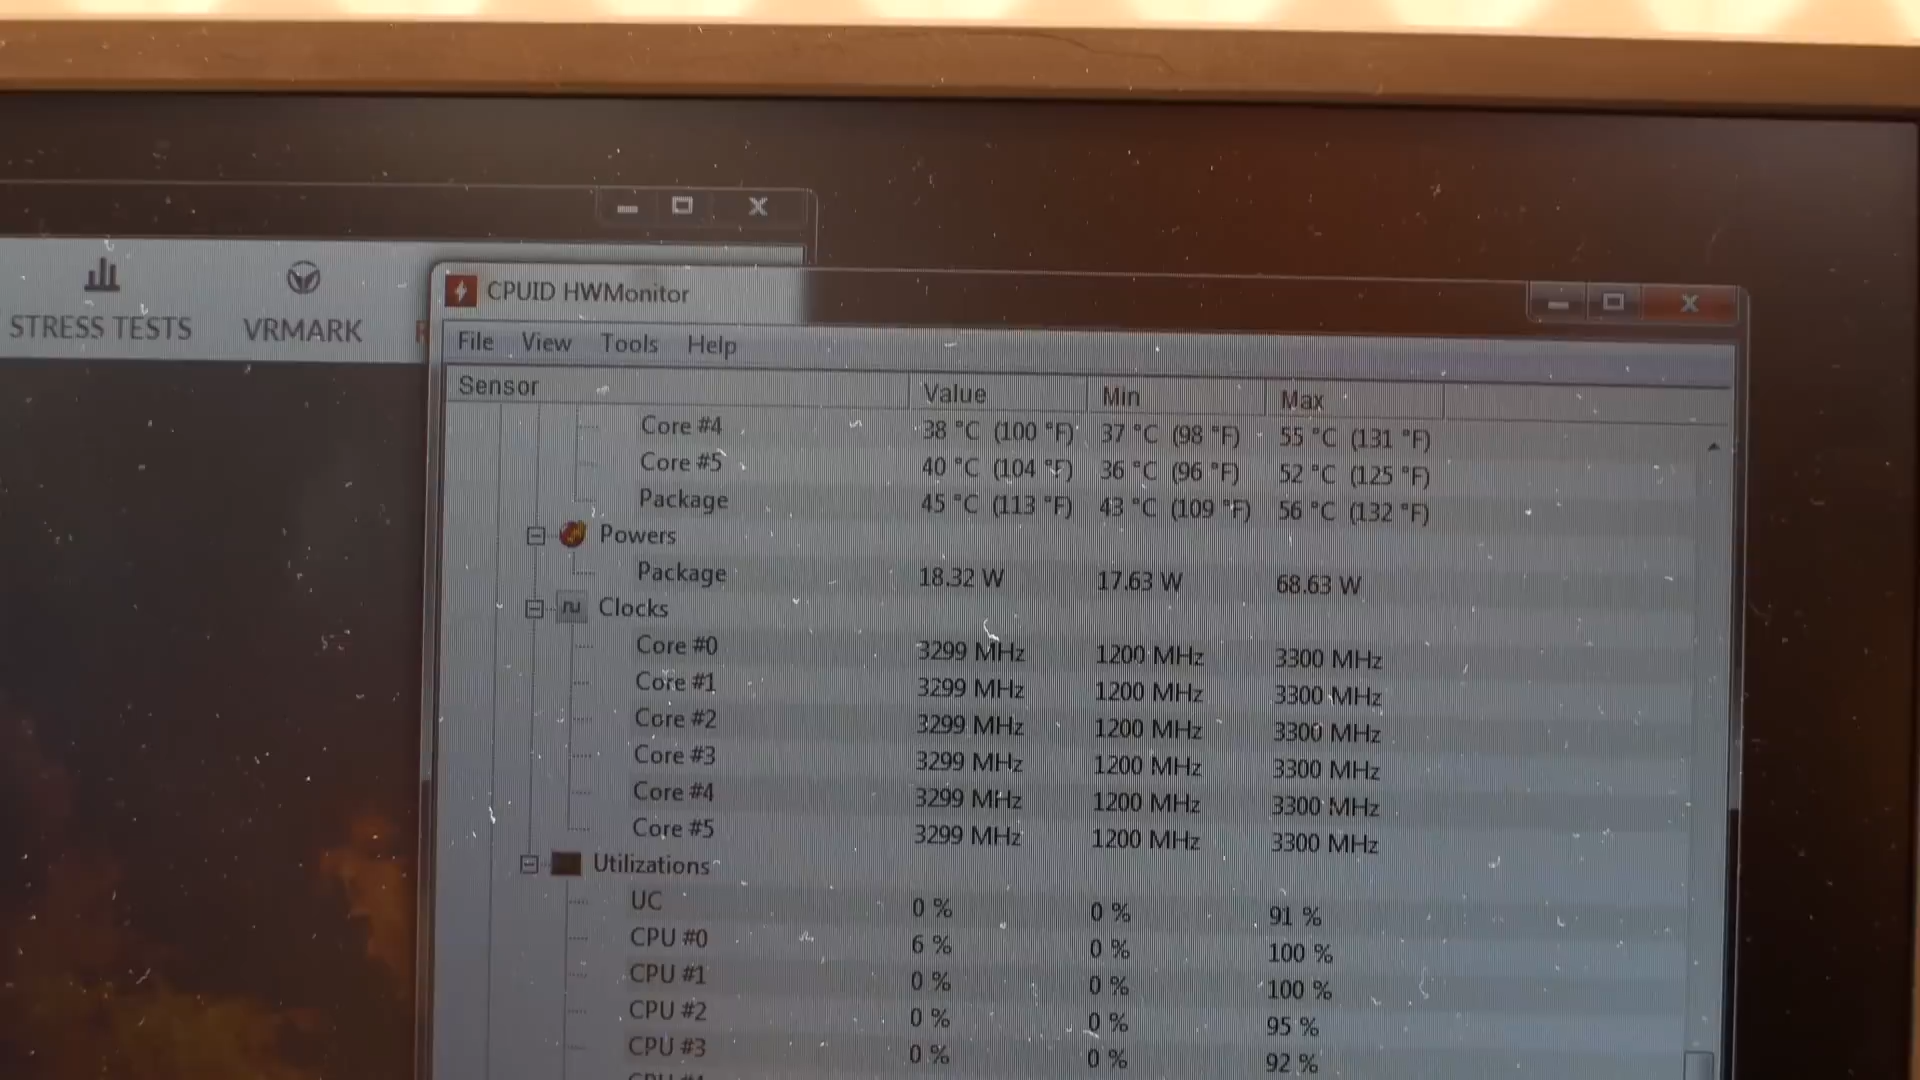 STRESS TESTS
VRMARK
CPUID HWMonitor
File View Tools Help
Sensor Value Min Max
Core #4 38 °C (100 °F) 37 °C (98 °F) 55 °C (131 °F)
Core #5 40 °C (104 °F) 36 °C (96 °F) 52 °C (125 °F)
Package 45 °C (113 °F) 43 °C (109 °F) 56 °C (132 °F)
Powers
Package 18.32 W 17.63 W 68.63 W
Clocks
Core #0 3299 MHz 1200 MHz 3300 MHz
Core #1 3299 MHz 1200 MHz 3300 MHz
Core #2 3299 MHz 1200 MHz 3300 MHz
Core #3 3299 MHz 1200 MHz 3300 MHz
Core #4 3299 MHz 1200 MHz 3300 MHz
Core #5 3299 MHz 1200 MHz 3300 MHz
Utilizations
UC 0 % 0 % 91 %
CPU #0 6 % 0 % 100 %
CPU #1 0 % 0 % 100 %
CPU #2 0 % 0 % 95 %
CPU #3 0 % 0 % 92 %